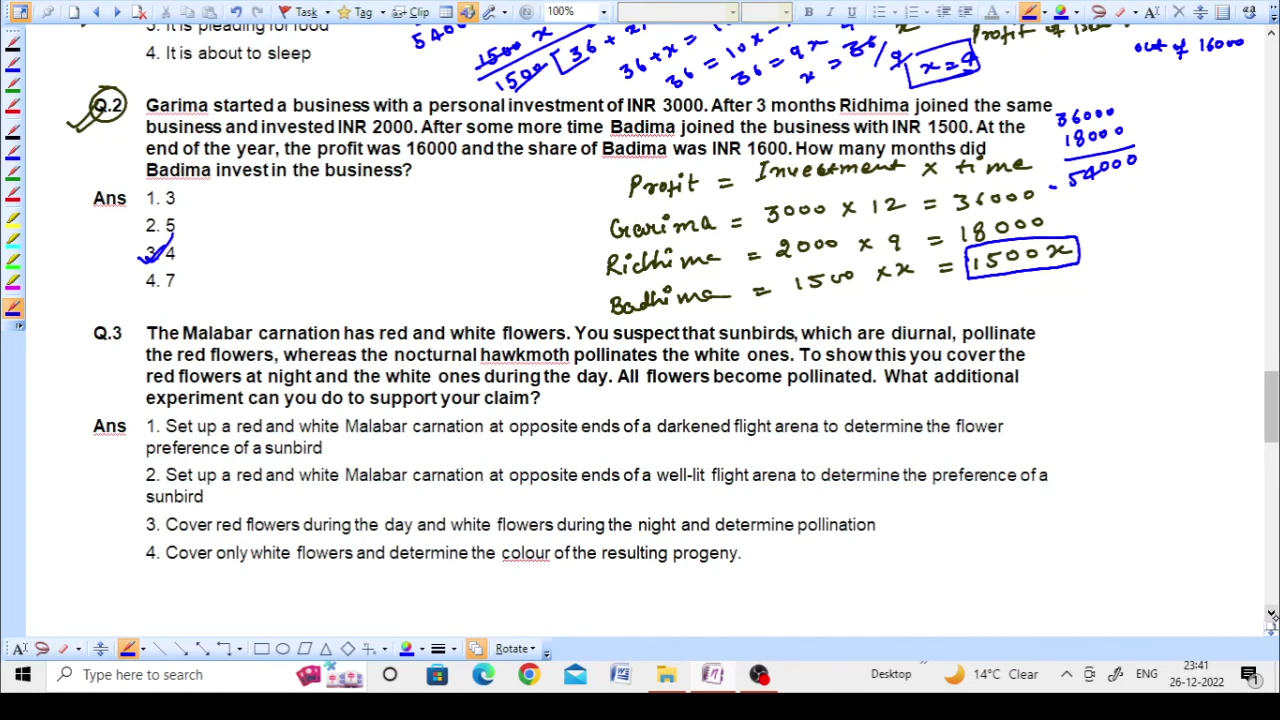 Task
Tag
Clip
100%
3. It is pleading for food
4. It is about to sleep
1500 x
1500
36 + x = 1
36 = 10x -
36 = 9x
x = 36/9
x = 4
out of 16000
Q.2 Garima started a business with a personal investment of INR 3000. After 3 months Ridhima joined the same
business and invested INR 2000. After some more time Badima joined the business with INR 1500. At the
end of the year, the profit was 16000 and the share of Badima was INR 1600. How many months did
Badima invest in the business?
36000
18000
54000
Ans 1. 3
2. 5
3. 4
4. 7
Profit = Investment x time
Garima = 3000 x 12 = 36000
Ridhima = 2000 x 9 = 18000
Badhima = 1500 x x = 1500x
Q.3 The Malabar carnation has red and white flowers. You suspect that sunbirds, which are diurnal, pollinate
the red flowers, whereas the nocturnal hawkmoth pollinates the white ones. To show this you cover the
red flowers at night and the white ones during the day. All flowers become pollinated. What additional
experiment can you do to support your claim?
Ans 1. Set up a red and white Malabar carnation at opposite ends of a darkened flight arena to determine the flower
preference of a sunbird
2. Set up a red and white Malabar carnation at opposite ends of a well-lit flight arena to determine the preference of a
sunbird
3. Cover red flowers during the day and white flowers during the night and determine pollination
4. Cover only white flowers and determine the colour of the resulting progeny.
Rotate
Type here to search
Desktop
14°C Clear
ENG
23:41
26-12-2022